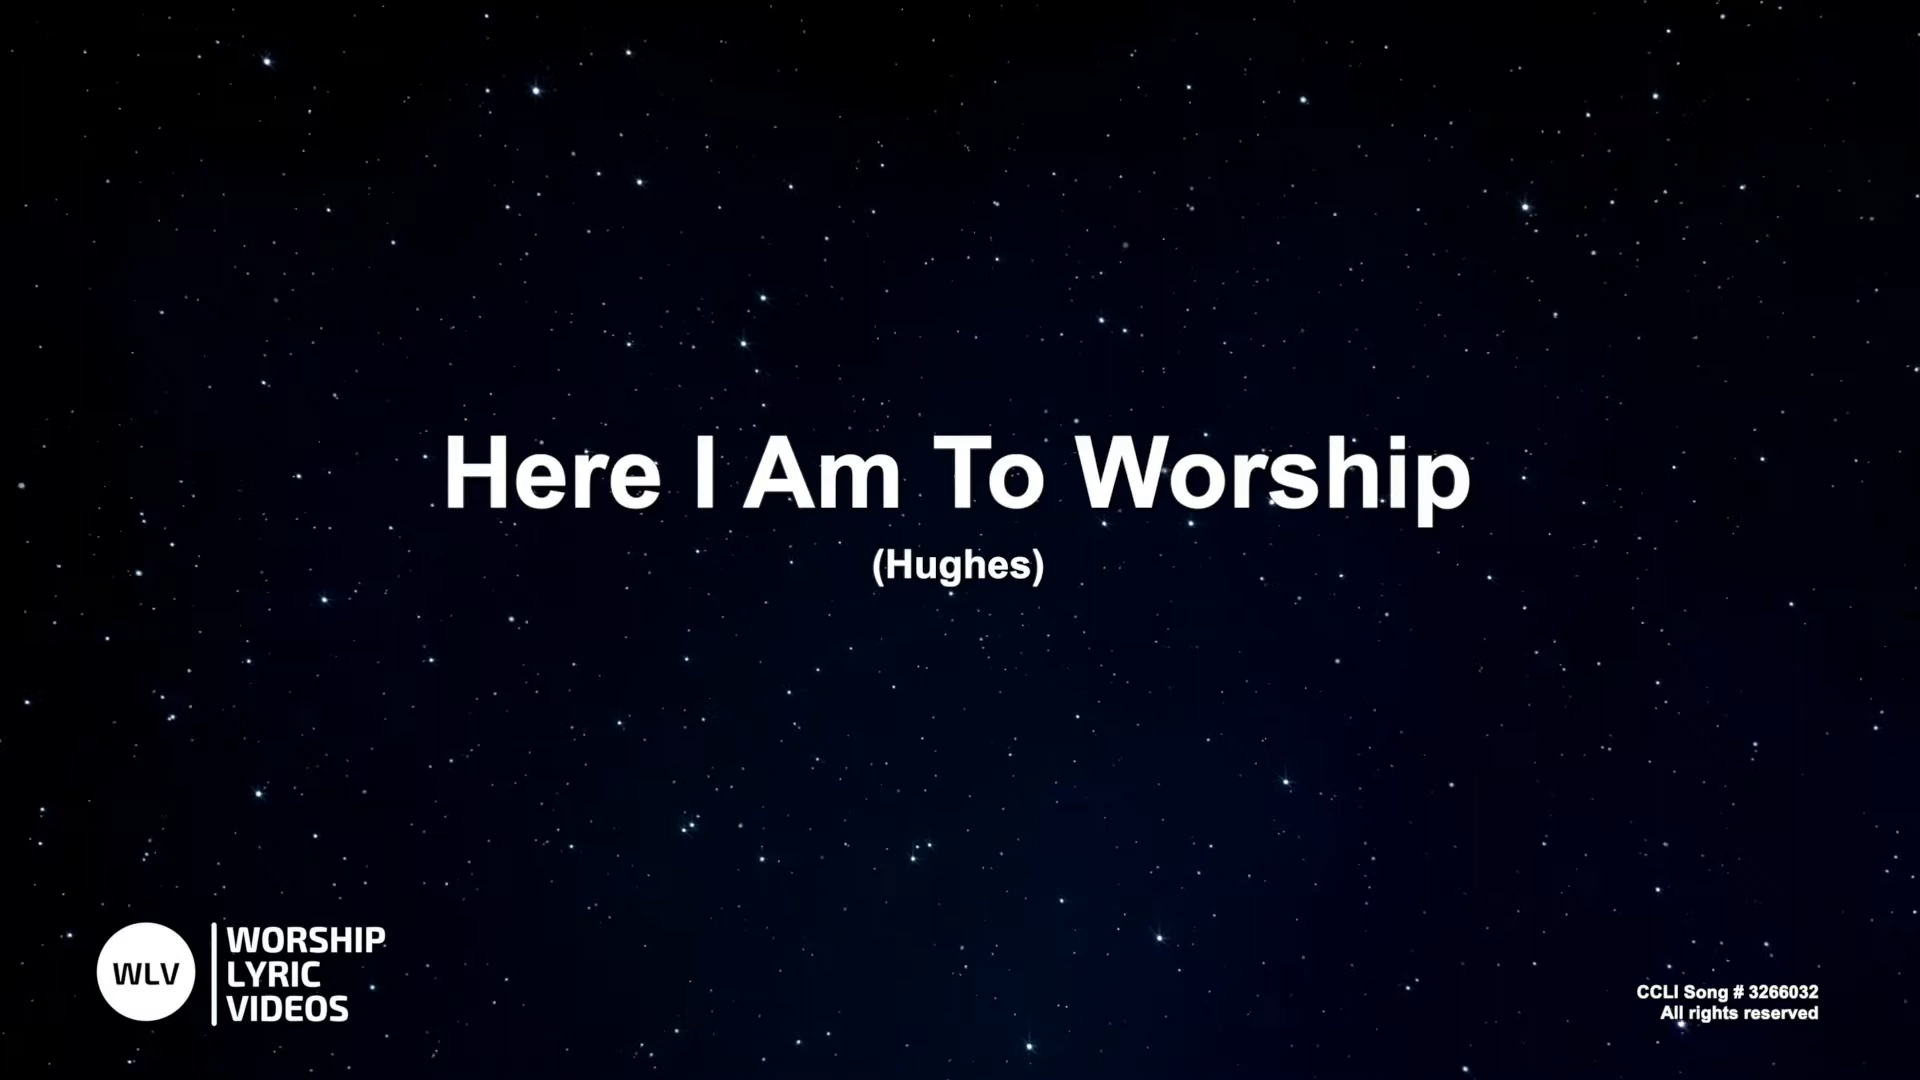 Here I Am To Worship
(Hughes)
WLV
WORSHIP
LYRIC
VIDEOS
CCLI Song # 3266032
All rights reserved